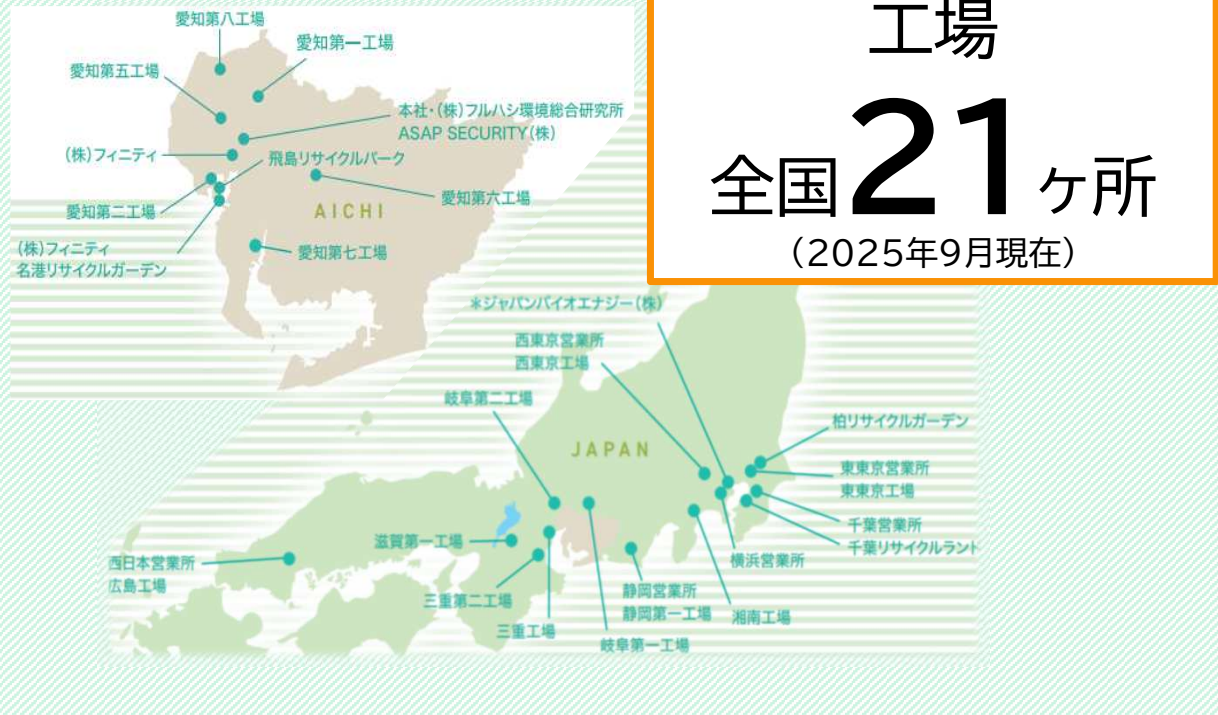 工場
全国21ヶ所
(2025年9月現在)
愛知第八工場
愛知第一工場
愛知第五工場
本社・(株)フルハシ環境総合研究所
ASAP SECURITY(株)
(株)フィニティ
飛島リサイクルパーク
愛知第六工場
愛知第二工場
AICHI
(株)フィニティ
名港リサイクルガーデン
愛知第七工場
*ジャパンバイオエナジー(株)
西東京営業所
西東京工場
岐阜第二工場
柏リサイクルガーデン
JAPAN
東東京営業所
東東京工場
千葉営業所
千葉リサイクルラント
滋賀第一工場
横浜営業所
西日本営業所
広島工場
三重第二工場
静岡営業所
静岡第一工場
湘南工場
三重工場
岐阜第一工場